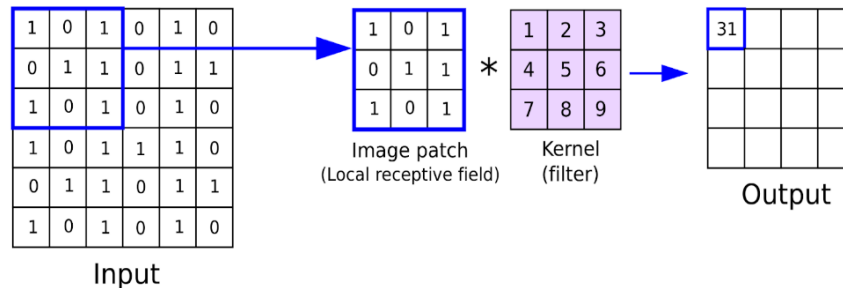 1 0 1 0 1 0
0 1 1 0 1 1
1 0 1 0 1 0
1 0 1 1 1 0
0 1 1 0 1 1
1 0 1 0 1 0
Input
1 0 1
0 1 1
1 0 1
Image patch
(Local receptive field)
*
1 2 3
4 5 6
7 8 9
Kernel
(filter)
31
Output